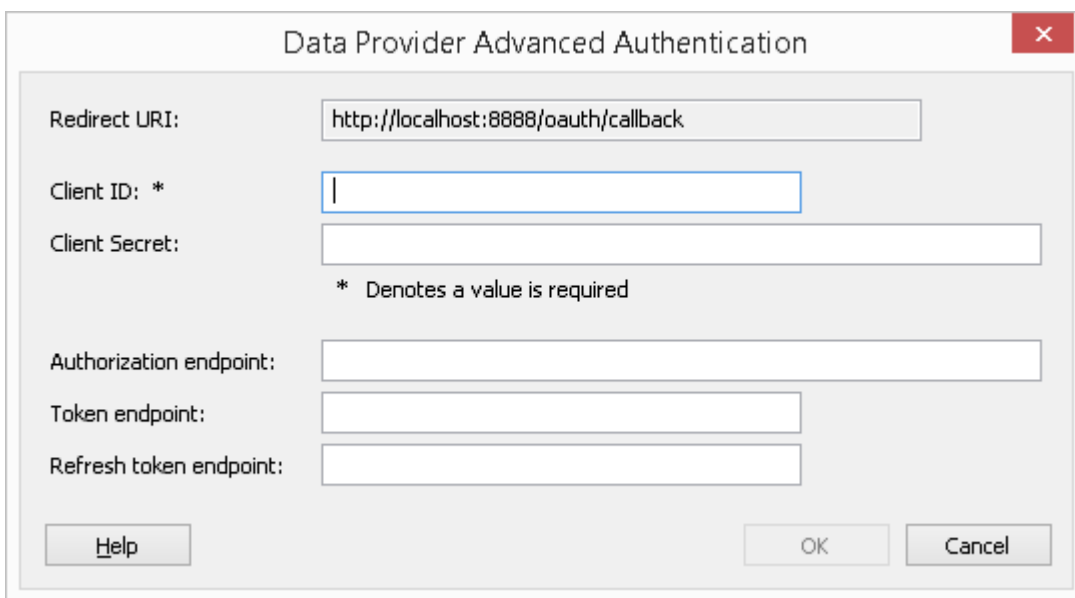 Data Provider Advanced Authentication
Redirect URI: http://localhost:8888/oauth/callback
Client ID: *
Client Secret:
* Denotes a value is required
Authorization endpoint:
Token endpoint:
Refresh token endpoint:
Help OK Cancel